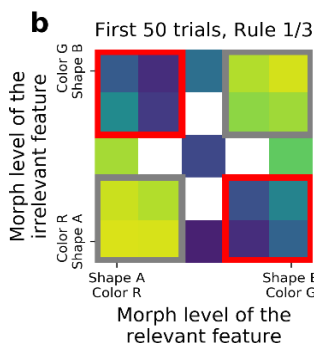 b
First 50 trials, Rule 1/3
Morph level of the
irrelevant feature
Color G
Shape B
Color R
Shape A
Shape A
Color R
Shape
Color G
Morph level of the
relevant feature